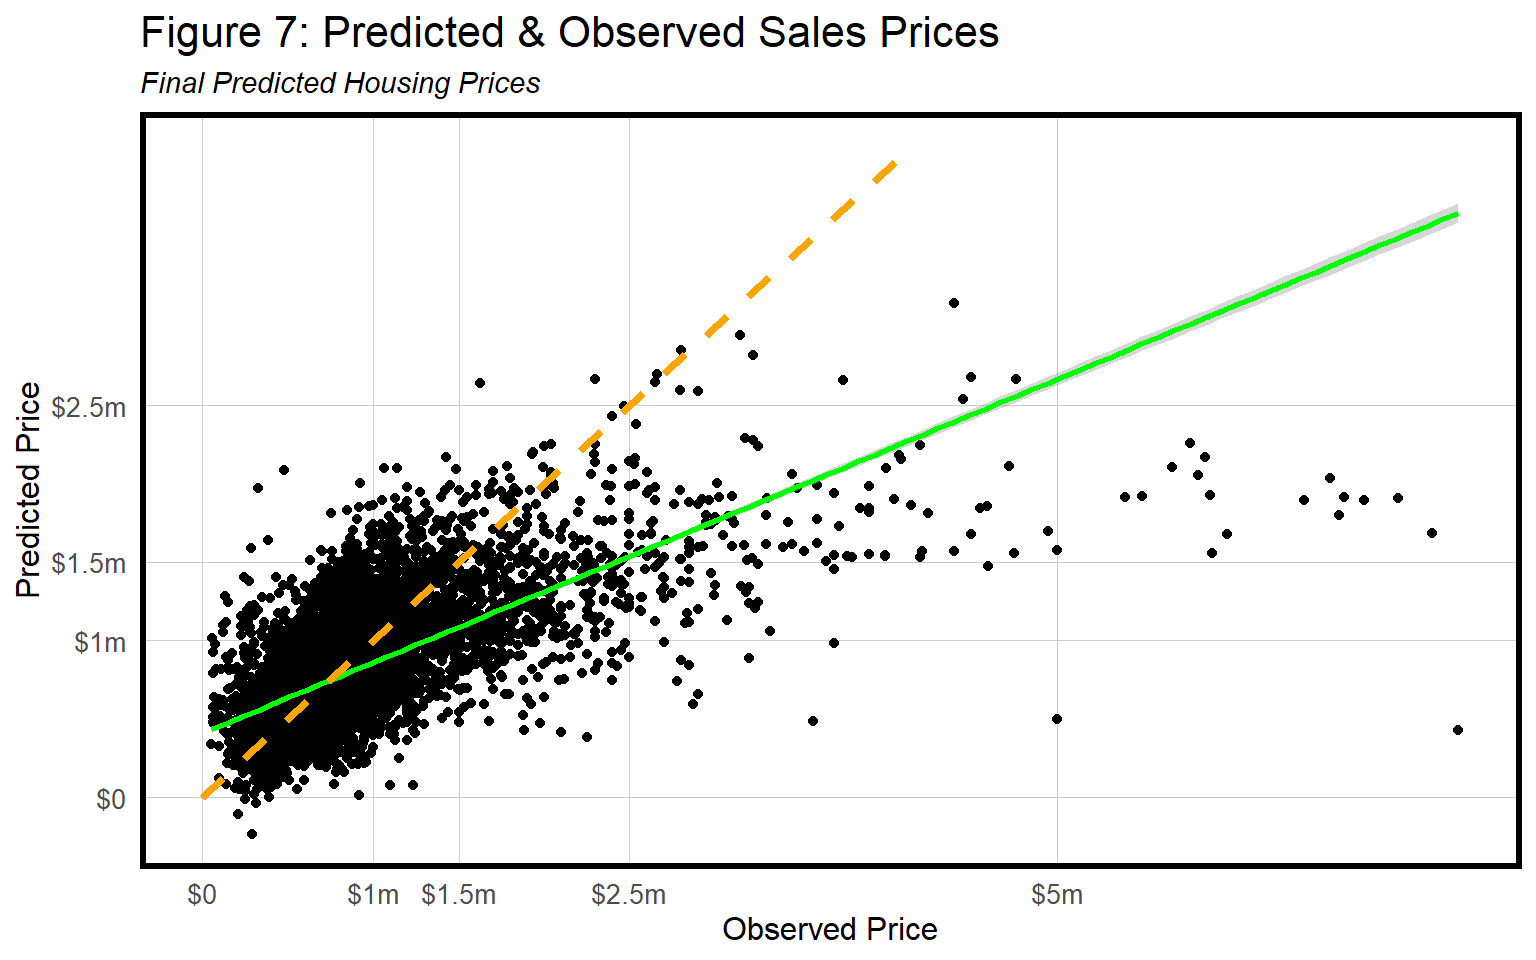 Figure 7: Predicted & Observed Sales Prices
Final Predicted Housing Prices
Predicted Price
$2.5m
$1.5m
$1m
$0
$0 $1m $1.5m $2.5m $5m
Observed Price